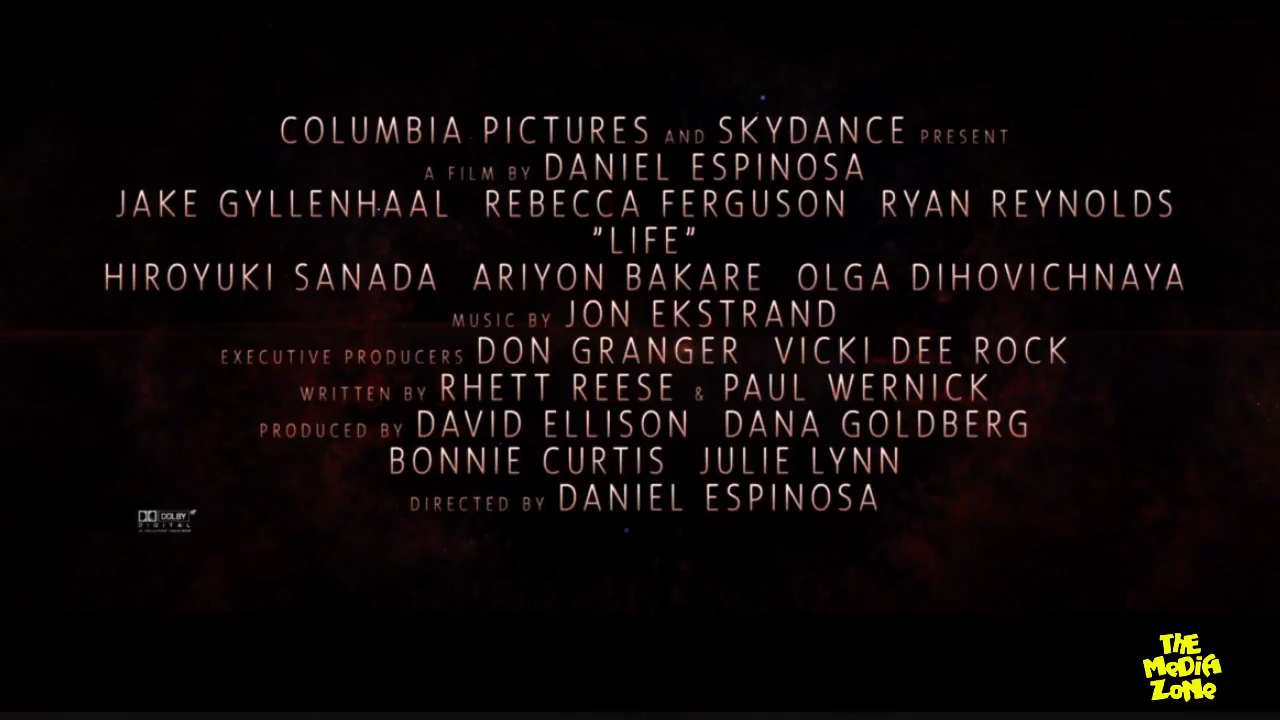 COLUMBIA PICTURES AND SKYDANCE PRESENT
A FILM BY DANIEL ESPINOSA
JAKE GYLLENHAAL REBECCA FERGUSON RYAN REYNOLDS
"LIFE"
HIROYUKI SANADA ARIYON BAKARE OLGA DIHOVICHNAYA
MUSIC BY JON EKSTRAND
EXECUTIVE PRODUCERS DON GRANGER VICKI DEE ROCK
WRITTEN BY RHETT REESE & PAUL WERNICK
PRODUCED BY DAVID ELLISON DANA GOLDBERG
BONNIE CURTIS JULIE LYNN
DIRECTED BY DANIEL ESPINOSA
DOLBY
DIGITAL
THE
MEDIA
ZONE